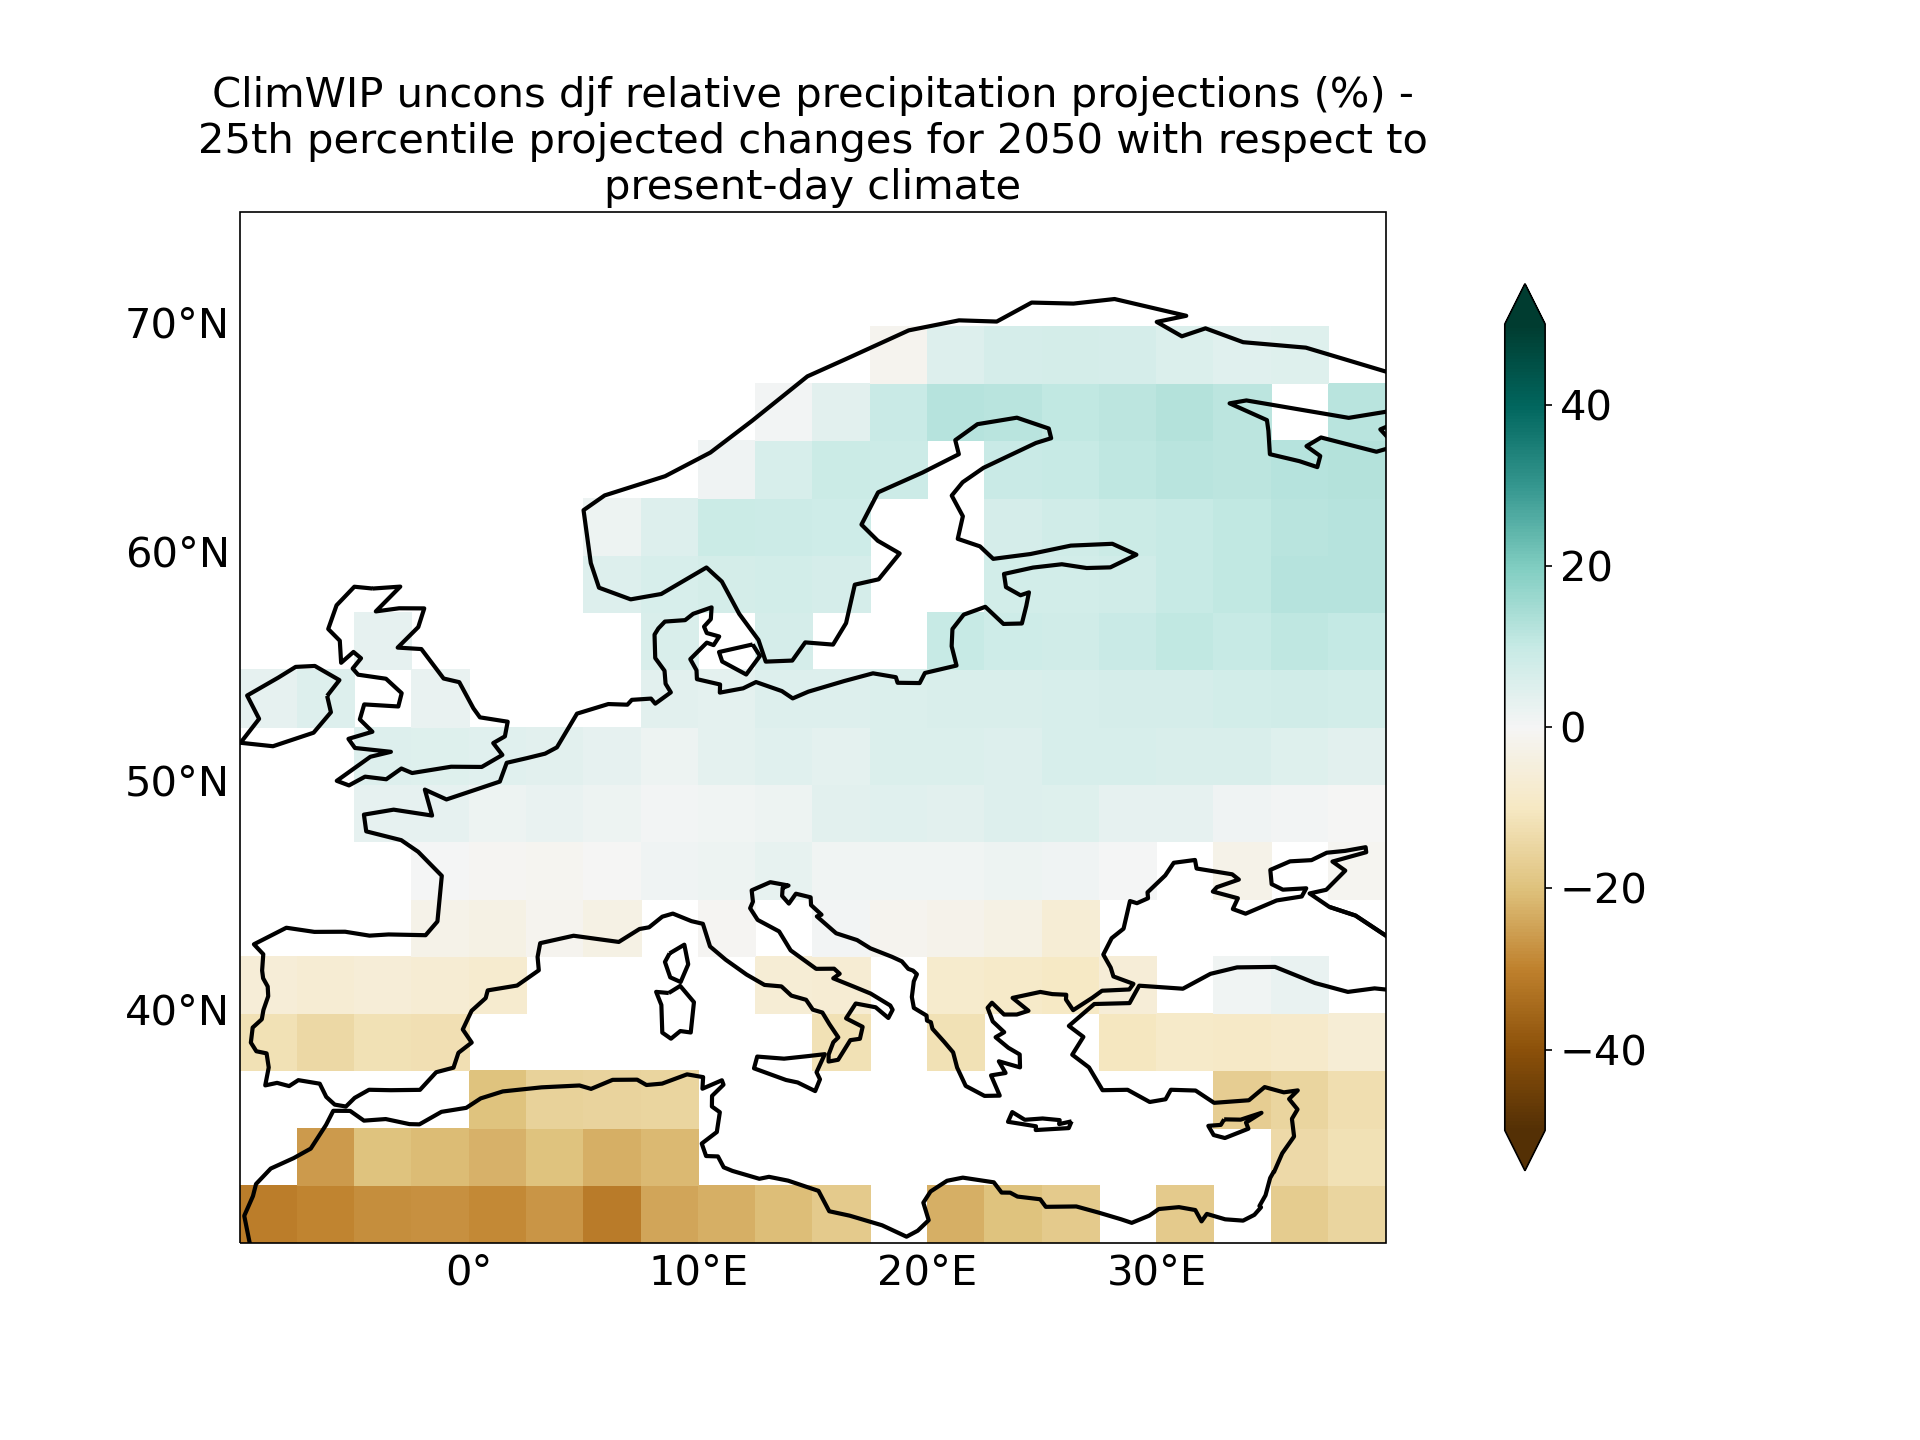 ClimWIP uncons djf relative precipitation projections (%) -
25th percentile projected changes for 2050 with respect to
present-day climate
70°N
60°N
50°N
40°N
0°
10°E
20°E
30°E
40
20
0
−20
−40